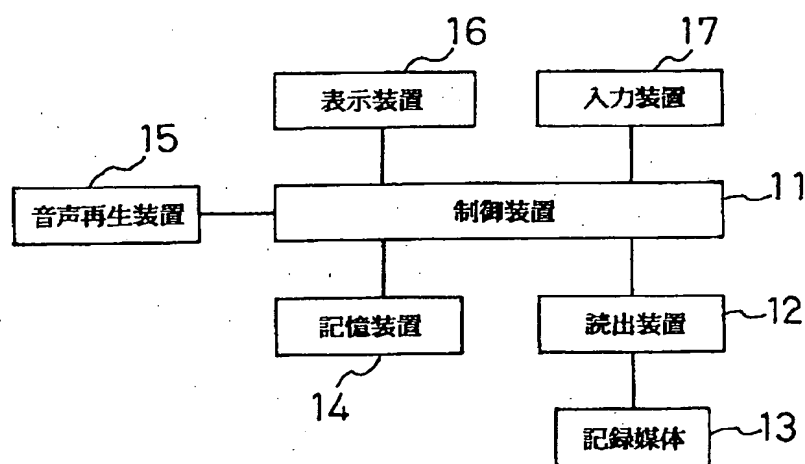 16
17
表示装置
入力装置
15
11
音声再生装置
制御装置
12
記憶装置
読出装置
14
13
記録媒体